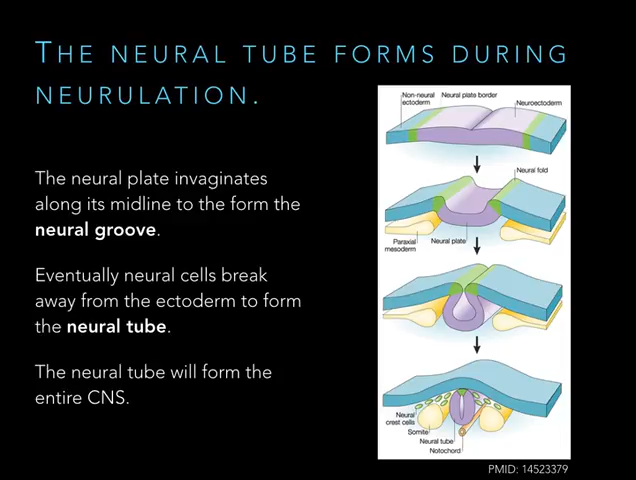 THE NEURAL TUBE FORMS DURING
NEURULATION.
The neural plate invaginates
along its midline to the form the
neural groove.
Eventually neural cells break
away from the ectoderm to form
the neural tube.
The neural tube will form the
entire CNS.
Non-neural
ectoderm
Neural plate border
Neuroectoderm
Neural fold
Paraxial
mesoderm
Neural plate
Neural
crest cells
Somite
Neural tube
Notochord
PMID: 14523379